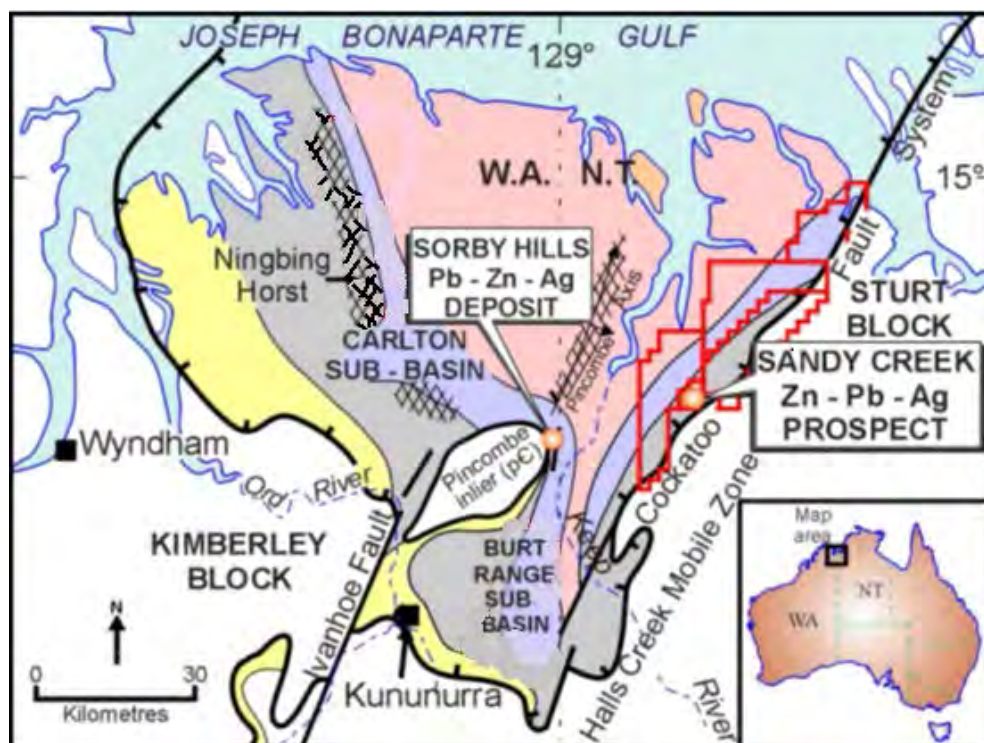 JOSEPH BONAPARTE GULF
129°
System
W.A. N.T.
15°
SORBY HILLS
Pb - Zn - Ag
DEPOSIT
Ningbing
Horst
Axis
Pincombe
Fault
STURT
BLOCK
CARLTON
SUB - BASIN
SANDY CREEK
Zn - Pb - Ag
PROSPECT
Wyndham
Pincombe
inlier (p€)
Ord River
Cockatoo
KIMBERLEY
BLOCK
Ivanhoe Fault
BURT
RANGE
SUB
BASIN
Keep
Halls Creek Mobile Zone
River
Map
area
NT
WA
N
0 30
Kilometres
Kununurra